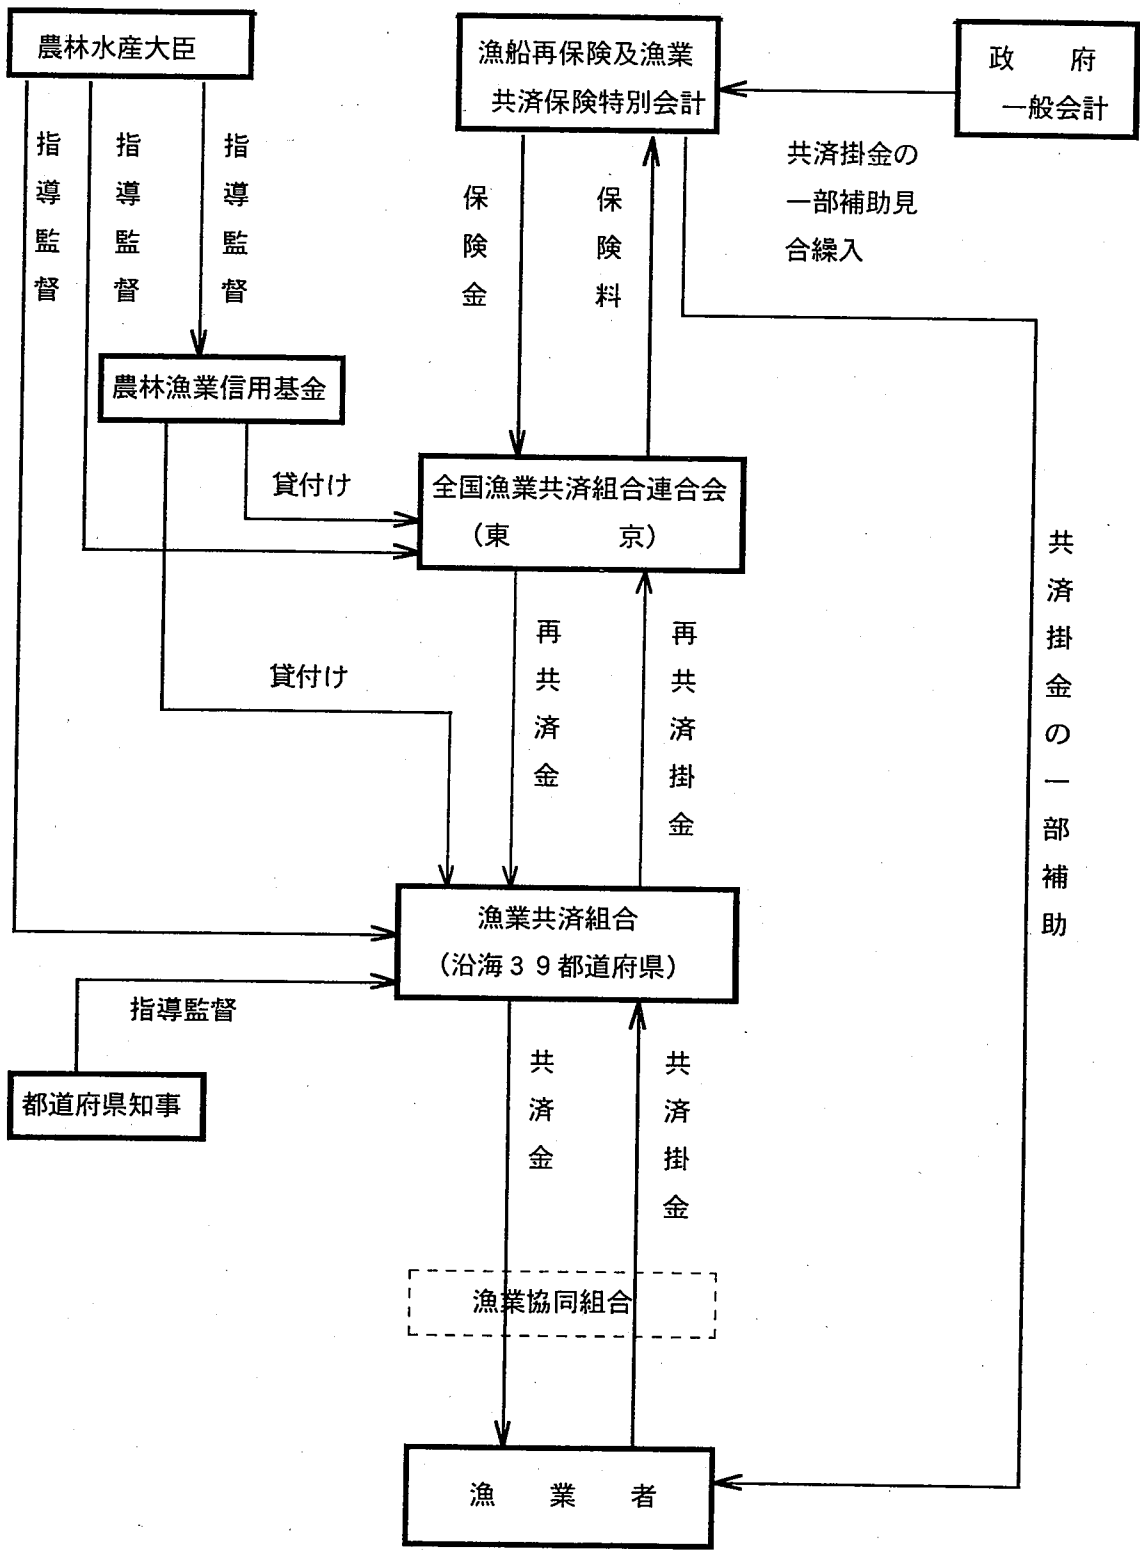 農林水産大臣
漁船再保険及漁業
共済保険特別会計
政　　府
一般会計
指導監督
指導監督
指導監督
保険金
保険料
共済掛金の
一部補助見
合繰入
農林漁業信用基金
貸付け
全国漁業共済組合連合会
（東　　　　京）
共済掛金の一部補助
再共済金
再共済掛金
貸付け
漁業共済組合
（沿海３９都道府県）
指導監督
都道府県知事
共済金
共済掛金
漁業協同組合
漁　業　者